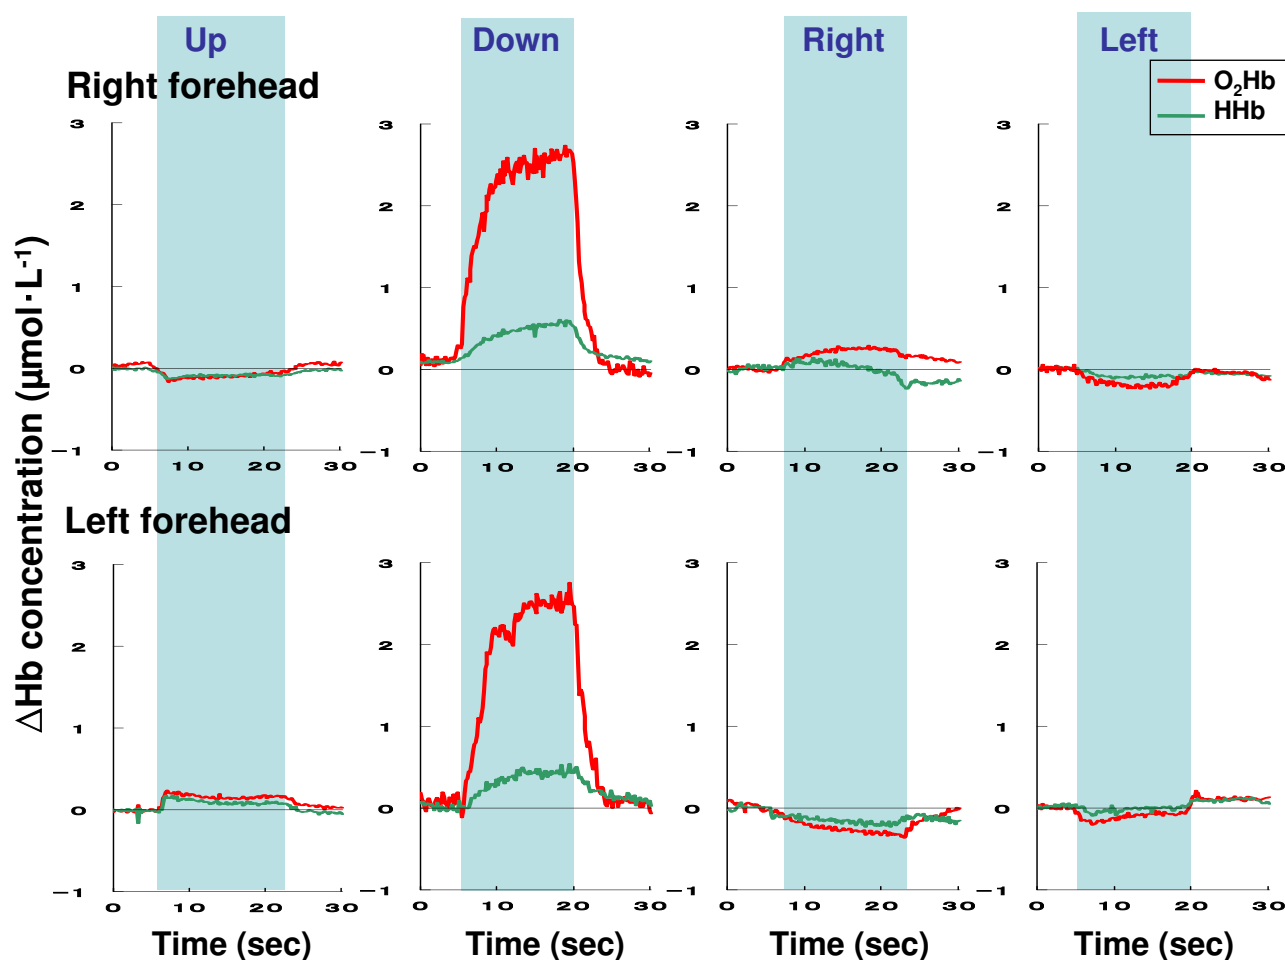 Up Down Right Left
Right forehead
O₂Hb
HHb
ΔHb concentration (μmol·L⁻¹)
3 3 3 3
2 2 2 2
1 1 1 1
0 0 0 0
−1 −1 −1 −1
0 10 20 30 0 10 20 30 0 10 20 30 0 10 20 30
Left forehead
3 3 3 3
2 2 2 2
1 1 1 1
0 0 0 0
−1 −1 −1 −1
0 10 20 30 0 10 20 30 0 10 20 30 0 10 20 30
Time (sec) Time (sec) Time (sec) Time (sec)